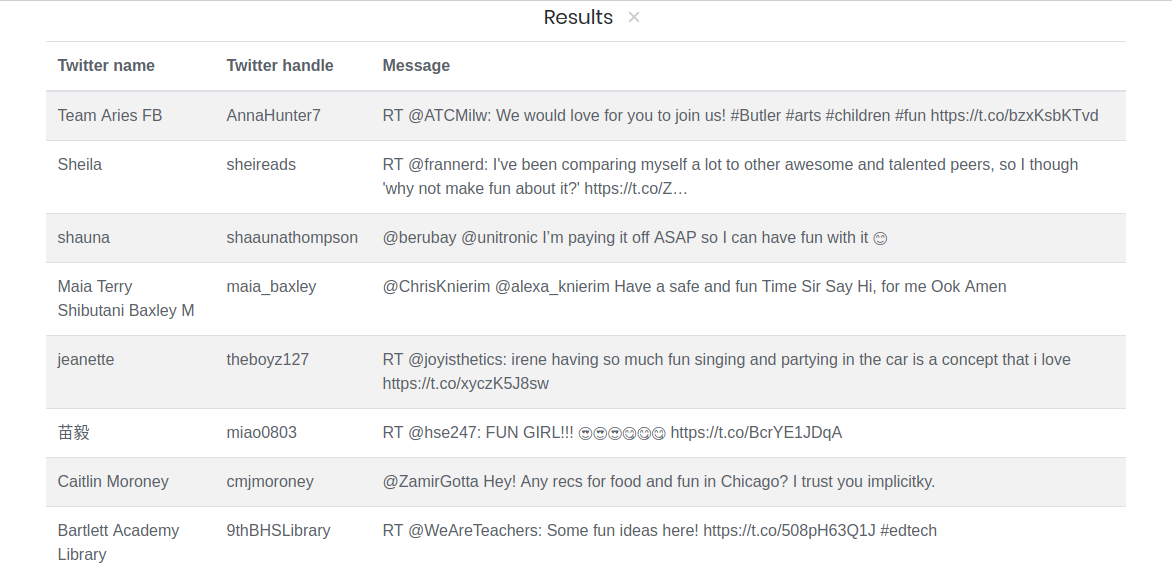 Results ×
Twitter name Twitter handle Message
Team Aries FB AnnaHunter7 RT @ATCMilw: We would love for you to join us! #Butler #arts #children #fun https://t.co/bzxKsbKTvd
Sheila sheireads RT @frannerd: I've been comparing myself a lot to other awesome and talented peers, so I though
'why not make fun about it?' https://t.co/Z…
shauna shaaunathompson @berubay @unitronic I’m paying it off ASAP so I can have fun with it 😊
Maia Terry maia_baxley @ChrisKnierim @alexa_knierim Have a safe and fun Time Sir Say Hi, for me Ook Amen
Shibutani Baxley M
jeanette theboyz127 RT @joyisthetics: irene having so much fun singing and partying in the car is a concept that i love
https://t.co/xyczK5J8sw
苗毅 miao0803 RT @hse247: FUN GIRL!!! 😍😍😍😋😋😋 https://t.co/BcrYE1JDqA
Caitlin Moroney cmjmoroney @ZamirGotta Hey! Any recs for food and fun in Chicago? I trust you implicitky.
Bartlett Academy 9thBHSLibrary RT @WeAreTeachers: Some fun ideas here! https://t.co/508pH63Q1J #edtech
Library